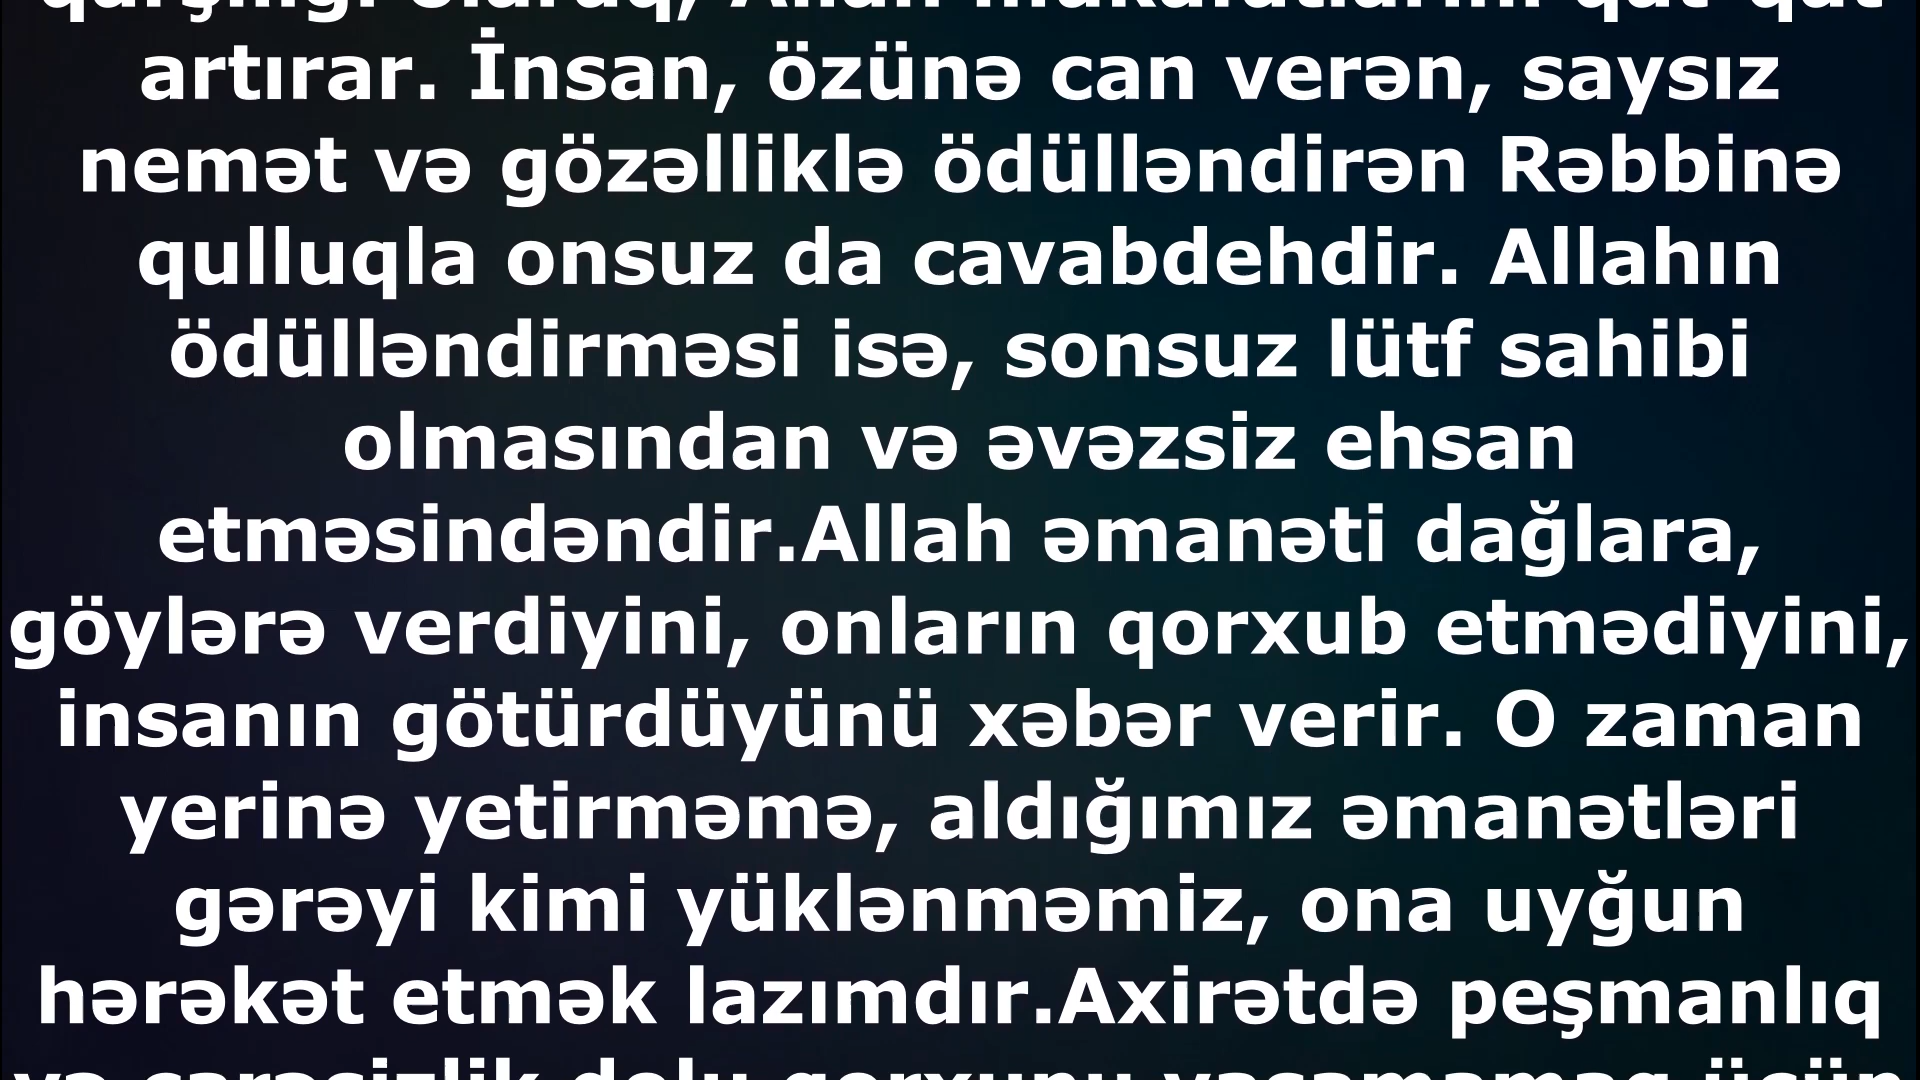 artırar. İnsan, özünə can verən, saysız
nemət və gözəlliklə ödülləndirən Rəbbinə
qulluqla onsuz da cavabdehdir. Allahın
ödülləndirməsi isə, sonsuz lütf sahibi
olmasından və əvəzsiz ehsan
etməsindəndir.Allah əmanəti dağlara,
göylərə verdiyini, onların qorxub etmədiyini,
insanın götürdüyünü xəbər verir. O zaman
yerinə yetirməmə, aldığımız əmanətləri
gərəyi kimi yüklənməmiz, ona uyğun
hərəkət etmək lazımdır.Axirətdə peşmanlıq